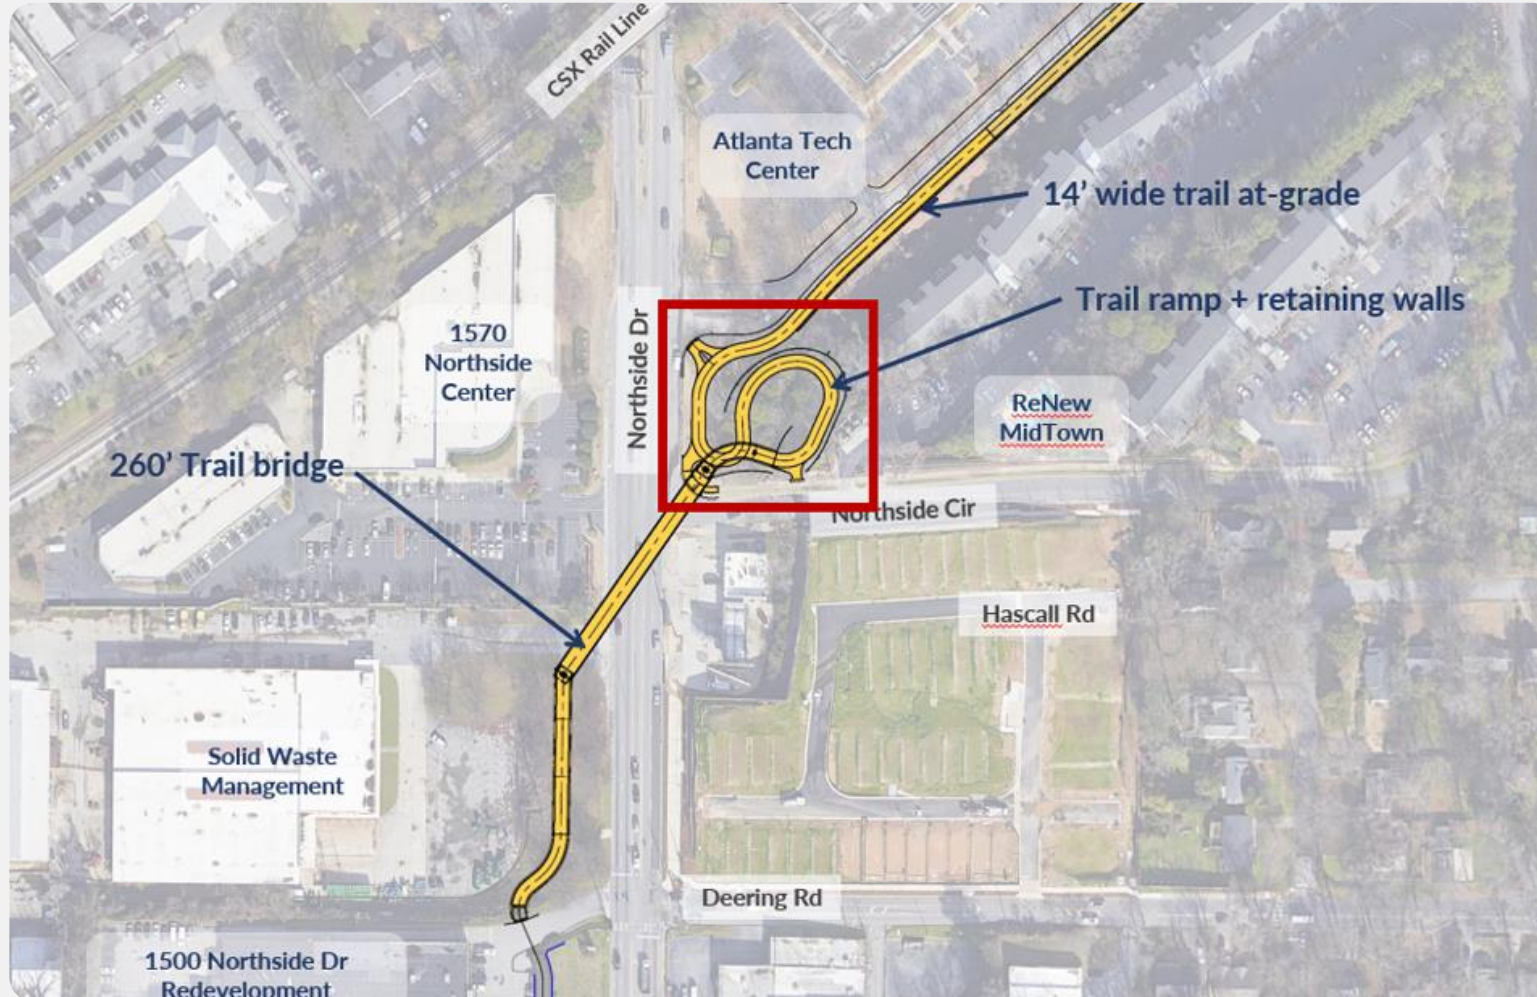 CSX Rail Line
Atlanta Tech
Center
14’ wide trail at-grade
Trail ramp + retaining walls
1570
Northside
Center
Northside Dr
ReNew
MidTown
260’ Trail bridge
Northside Cir
Hascall Rd
Solid Waste
Management
Deering Rd
1500 Northside Dr
Redevelopment